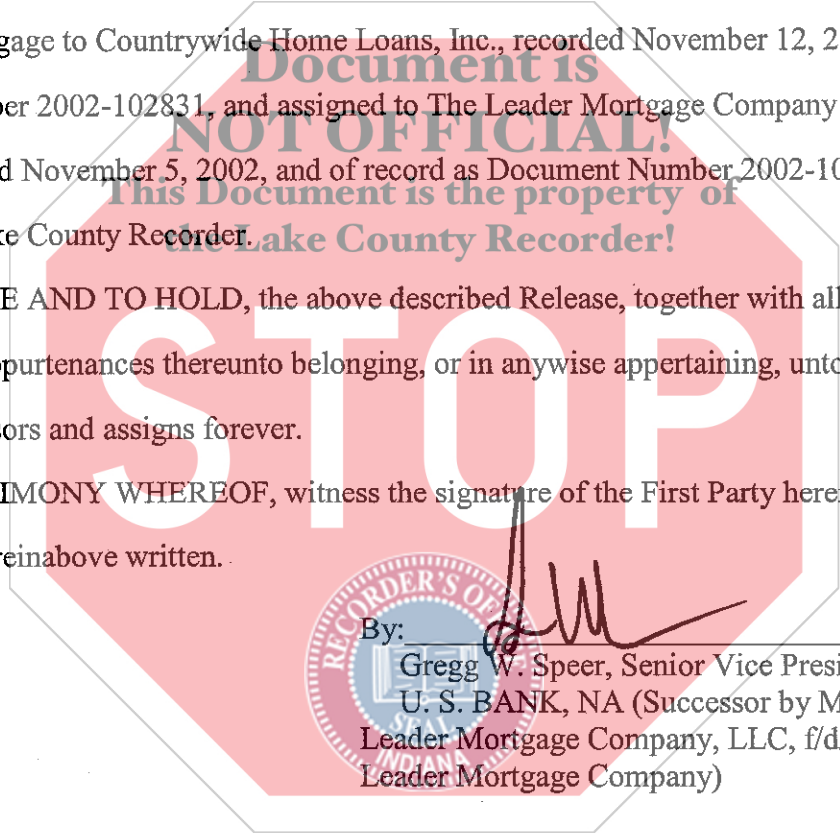 gage to Countrywide Home Loans, Inc., recorded November 12, 2
Document is
er 2002-102831, and assigned to The Leader Mortgage Company
NOT OFFICIAL!
d November 5, 2002, and of record as Document Number 2002-10
This Document is the property of
e County Recorder.
the Lake County Recorder!
E AND TO HOLD, the above described Release, together with all
STOP
purtenances thereunto belonging, or in anywise appertaining, unto
ors and assigns forever.
IMONY WHEREOF, witness the signature of the First Party here
reinabove written.
RECORDER'S OFFICE
By:
Gregg W. Speer, Senior Vice Presi
U. S. BANK, NA (Successor by M
SEAL
Leader Mortgage Company, LLC, f/d
INDIANA
Leader Mortgage Company)